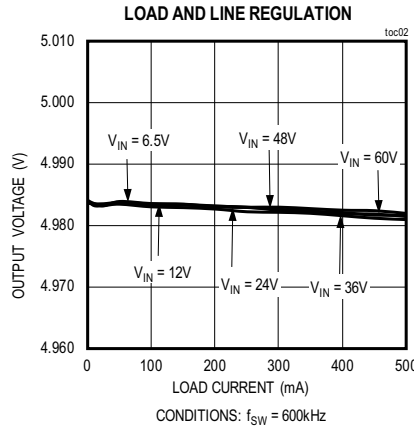 LOAD AND LINE REGULATION
toc02
5.010
5.000
4.990
4.980
4.970
4.960
OUTPUT VOLTAGE (V)
V_IN = 6.5V
V_IN = 48V
V_IN = 60V
V_IN = 12V
V_IN = 24V
V_IN = 36V
0 100 200 300 400 500
LOAD CURRENT (mA)
CONDITIONS: f_SW = 600kHz